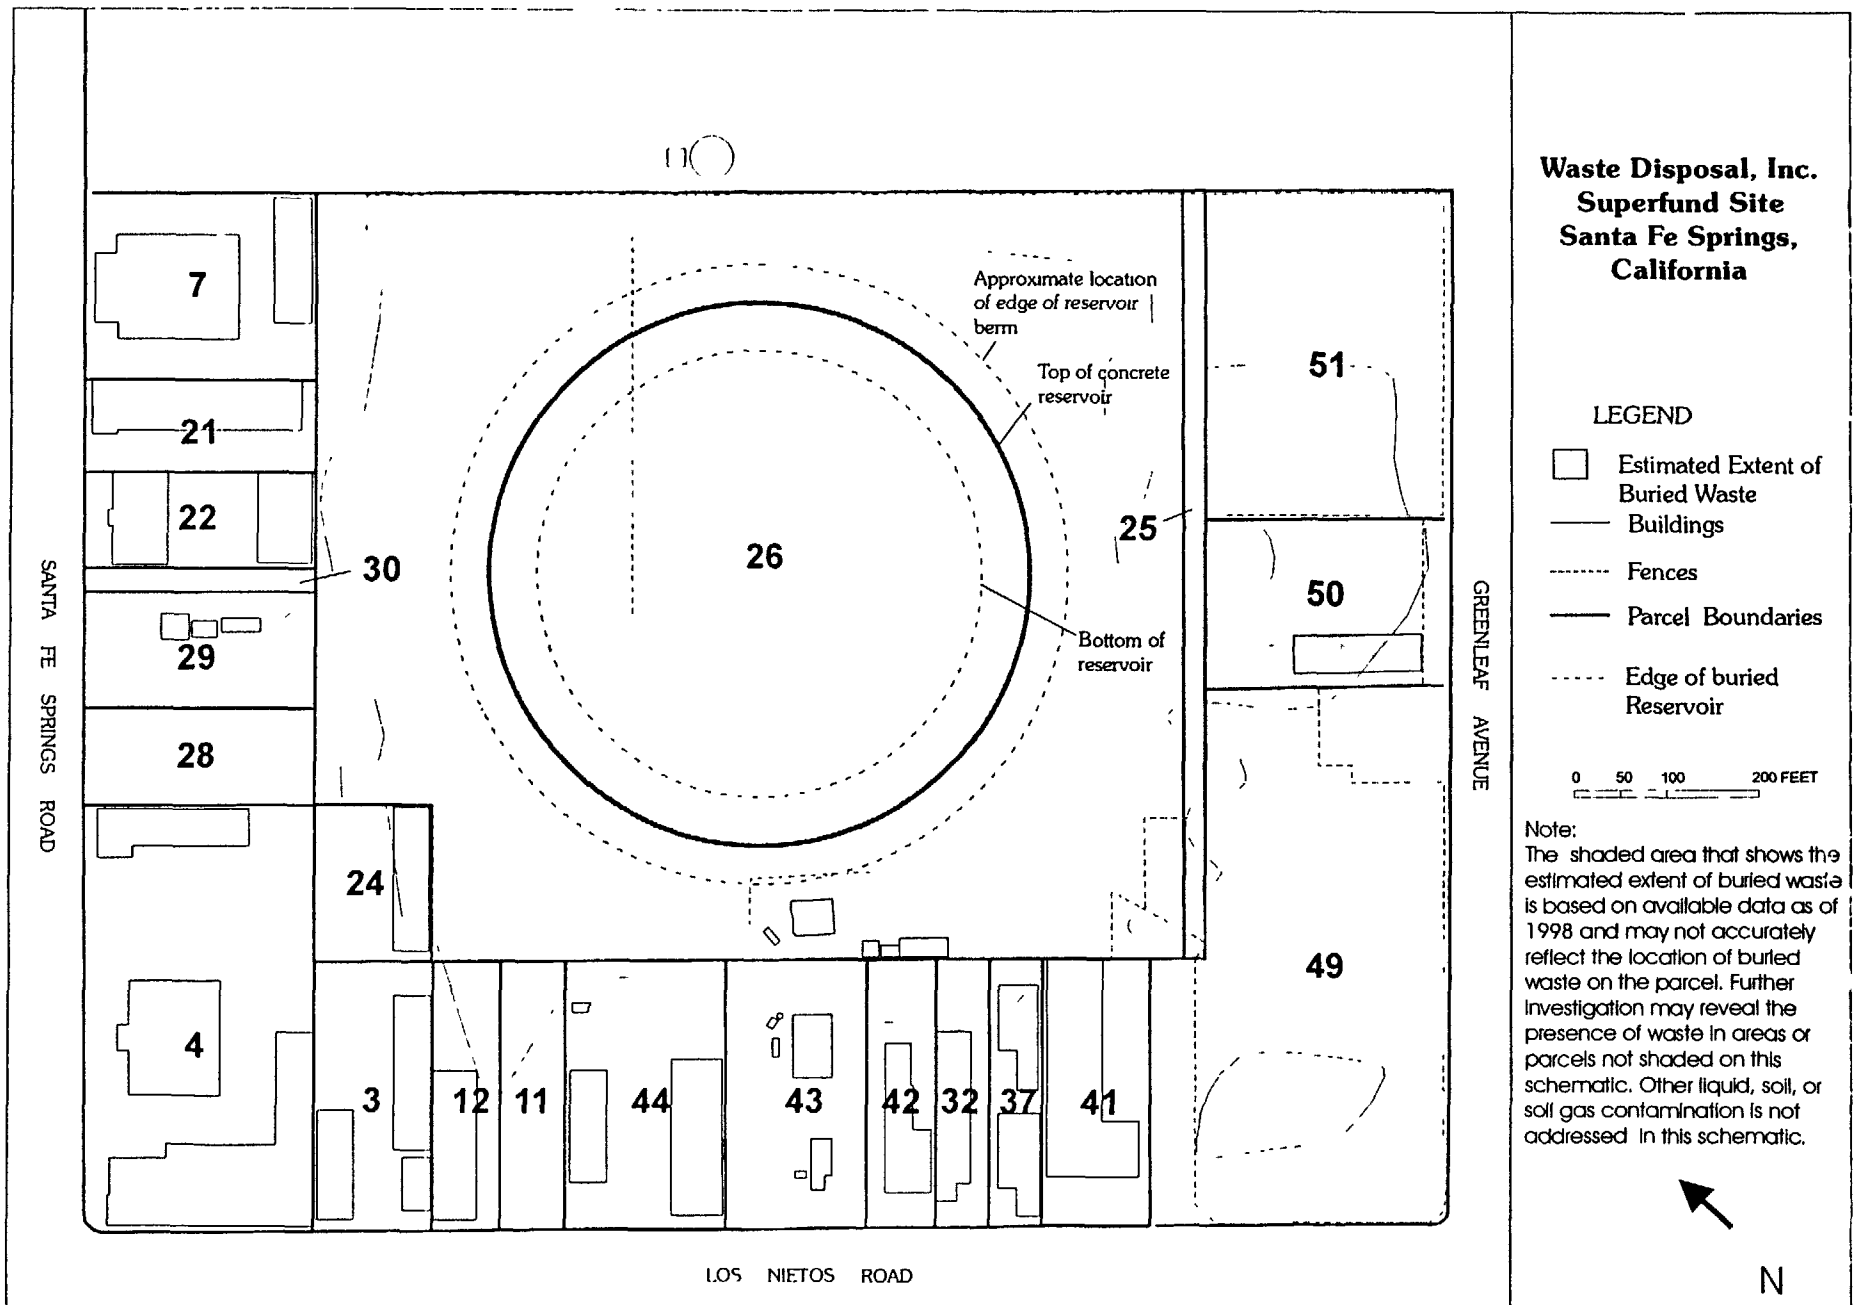 Waste Disposal, Inc.
Superfund Site
Santa Fe Springs,
California
LEGEND
Estimated Extent of
Buried Waste
Buildings
Fences
Parcel Boundaries
Edge of buried
Reservoir
0 50 100 200 FEET
Note:
The shaded area that shows the
estimated extent of buried waste
is based on available data as of
1998 and may not accurately
reflect the location of buried
waste on the parcel. Further
investigation may reveal the
presence of waste in areas or
parcels not shaded on this
schematic. Other liquid, soil, or
soil gas contamination is not
addressed in this schematic.
N
Approximate location
of edge of reservoir
berm
Top of concrete
reservoir
Bottom of
reservoir
7
21
22
30
29
28
24
4
3
12
11
44
43
42
32
37
41
26
25
51
50
49
SANTA FE SPRINGS ROAD
GREENLEAF AVENUE
LOS NIETOS ROAD